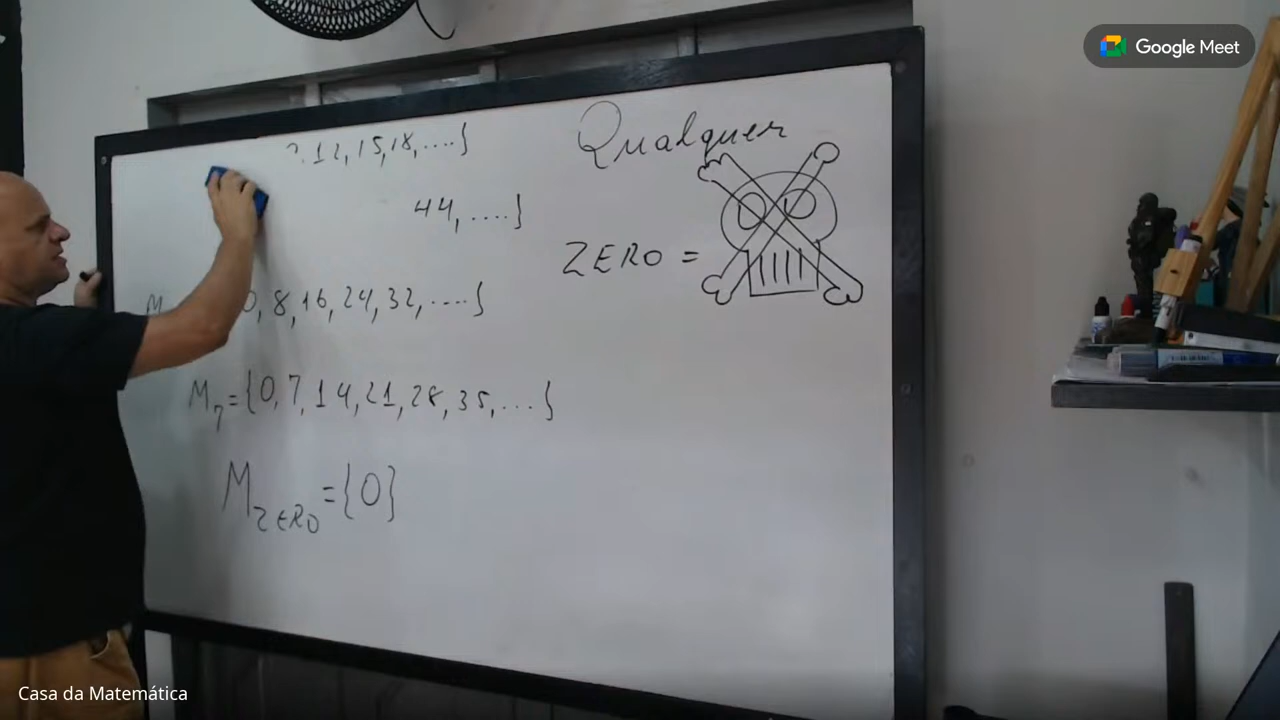 12, 15, 18, ....}
44, ....}
M 0, 8, 16, 24, 32, ....}
M7={0, 7, 14, 21, 28, 35, ...}
MZERO={0}
Qualquer
ZERO =
Google Meet
Casa da Matemática